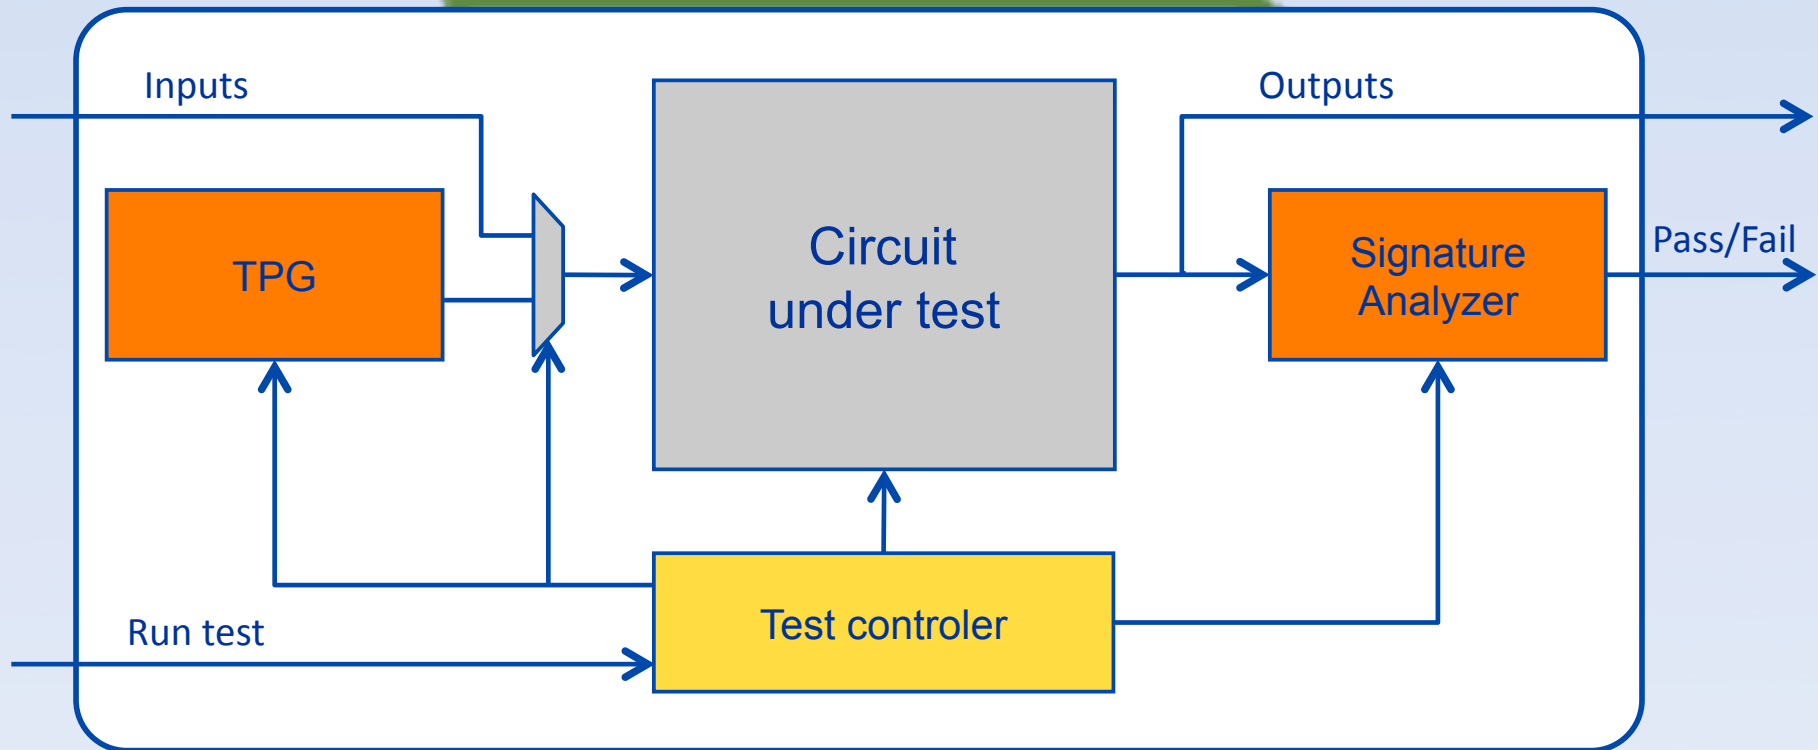 Inputs
Outputs
TPG
Circuit
under test
Signature
Analyzer
Pass/Fail
Run test
Test controler